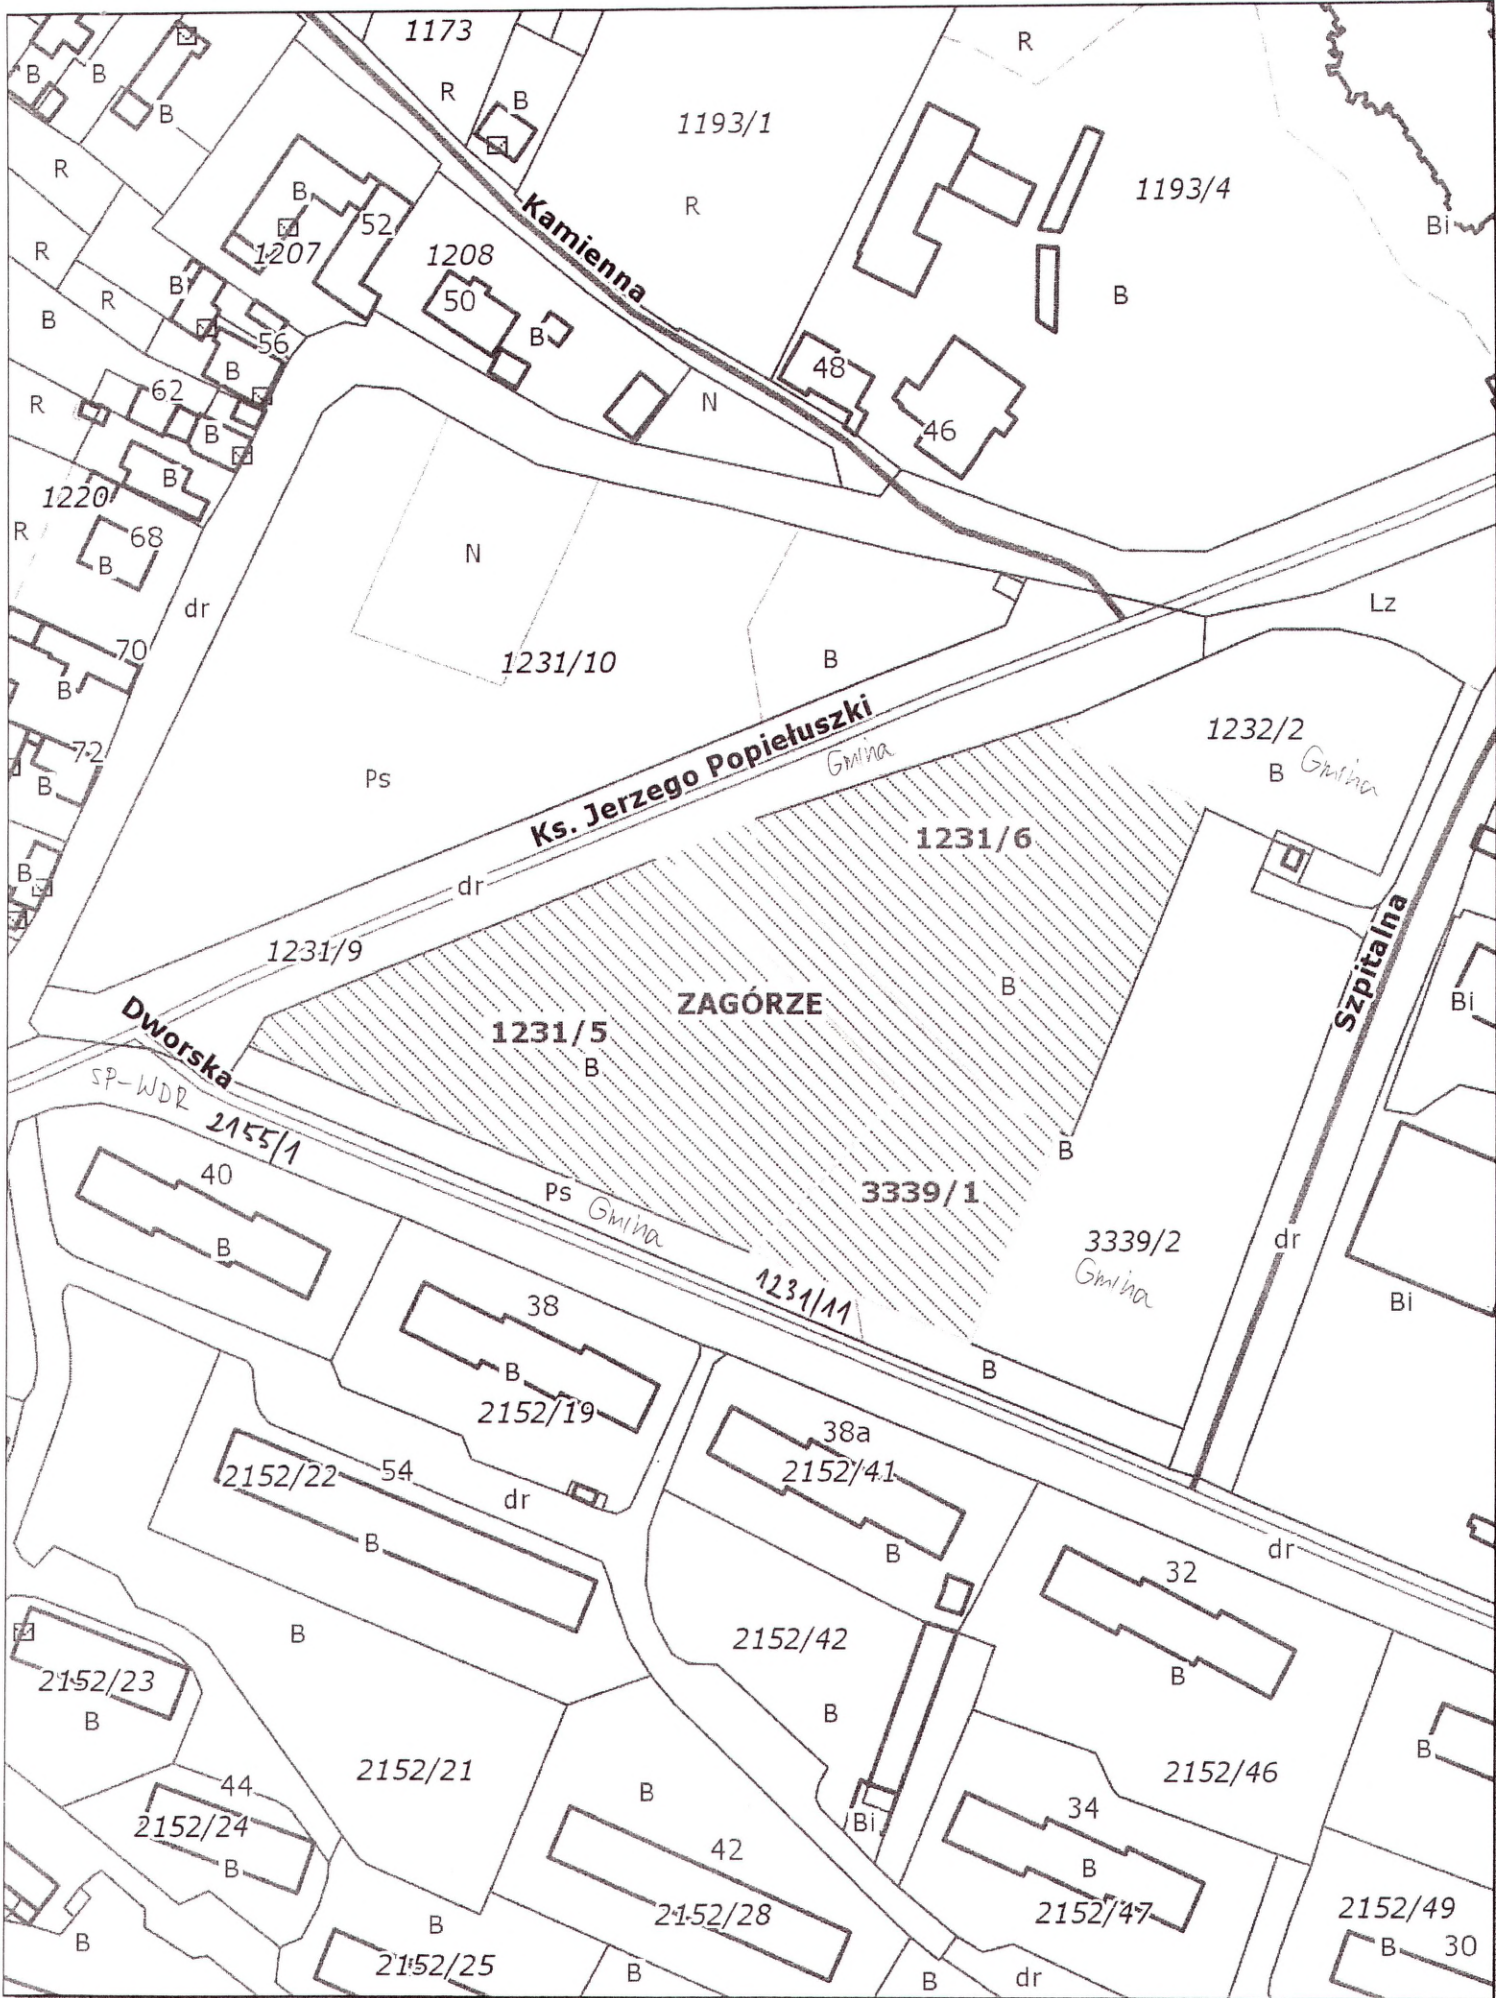 1173
R
B
B
R
B
B
1193/1
R
1193/4
R
Bi
B
52
Kamienna
R
1207
1208
B
R
50
B
B
B
56
48
B
62
N
R
46
B
B
1220
R
68
N
B
dr
Lz
70
1231/10
B
B
Ks. Jerzego Popiełuszki
1232/2
72
Gmina
B
Gmina
Ps
B
1231/6
B
dr
Szpitalna
1231/9
B
ZAGÓRZE
Bi
Dworska
1231/5
B
SP-WDR
2155/1
B
40
Ps
Gmina
3339/1
3339/2
dr
B
Gmina
1231/11
38
Bi
B
B
2152/19
38a
2152/22
54
2152/41
dr
B
B
dr
32
B
2152/42
2152/23
B
B
B
2152/21
2152/46
B
44
B
34
2152/24
Bi
B
42
B
2152/28
2152/47
2152/49
B
B
30
B
2152/25
B
B
dr